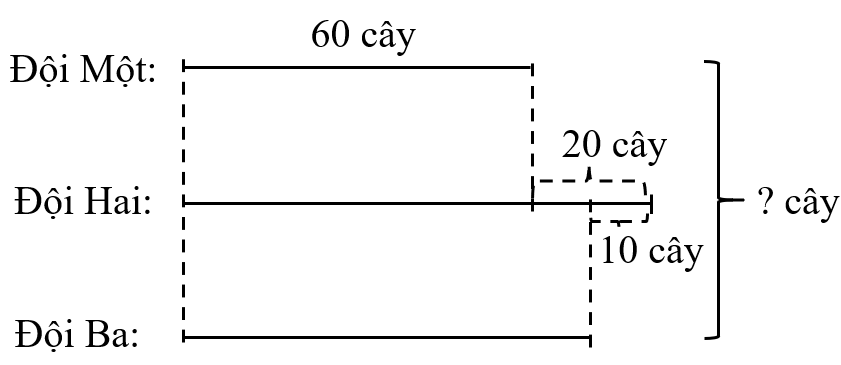 60 cây
Đội Một:
20 cây
Đội Hai:
? cây
10 cây
Đội Ba: